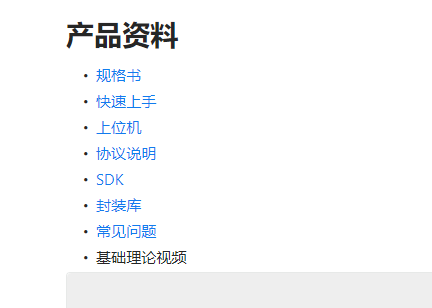 产品资料
规格书
快速上手
上位机
协议说明
SDK
封装库
常见问题
基础理论视频